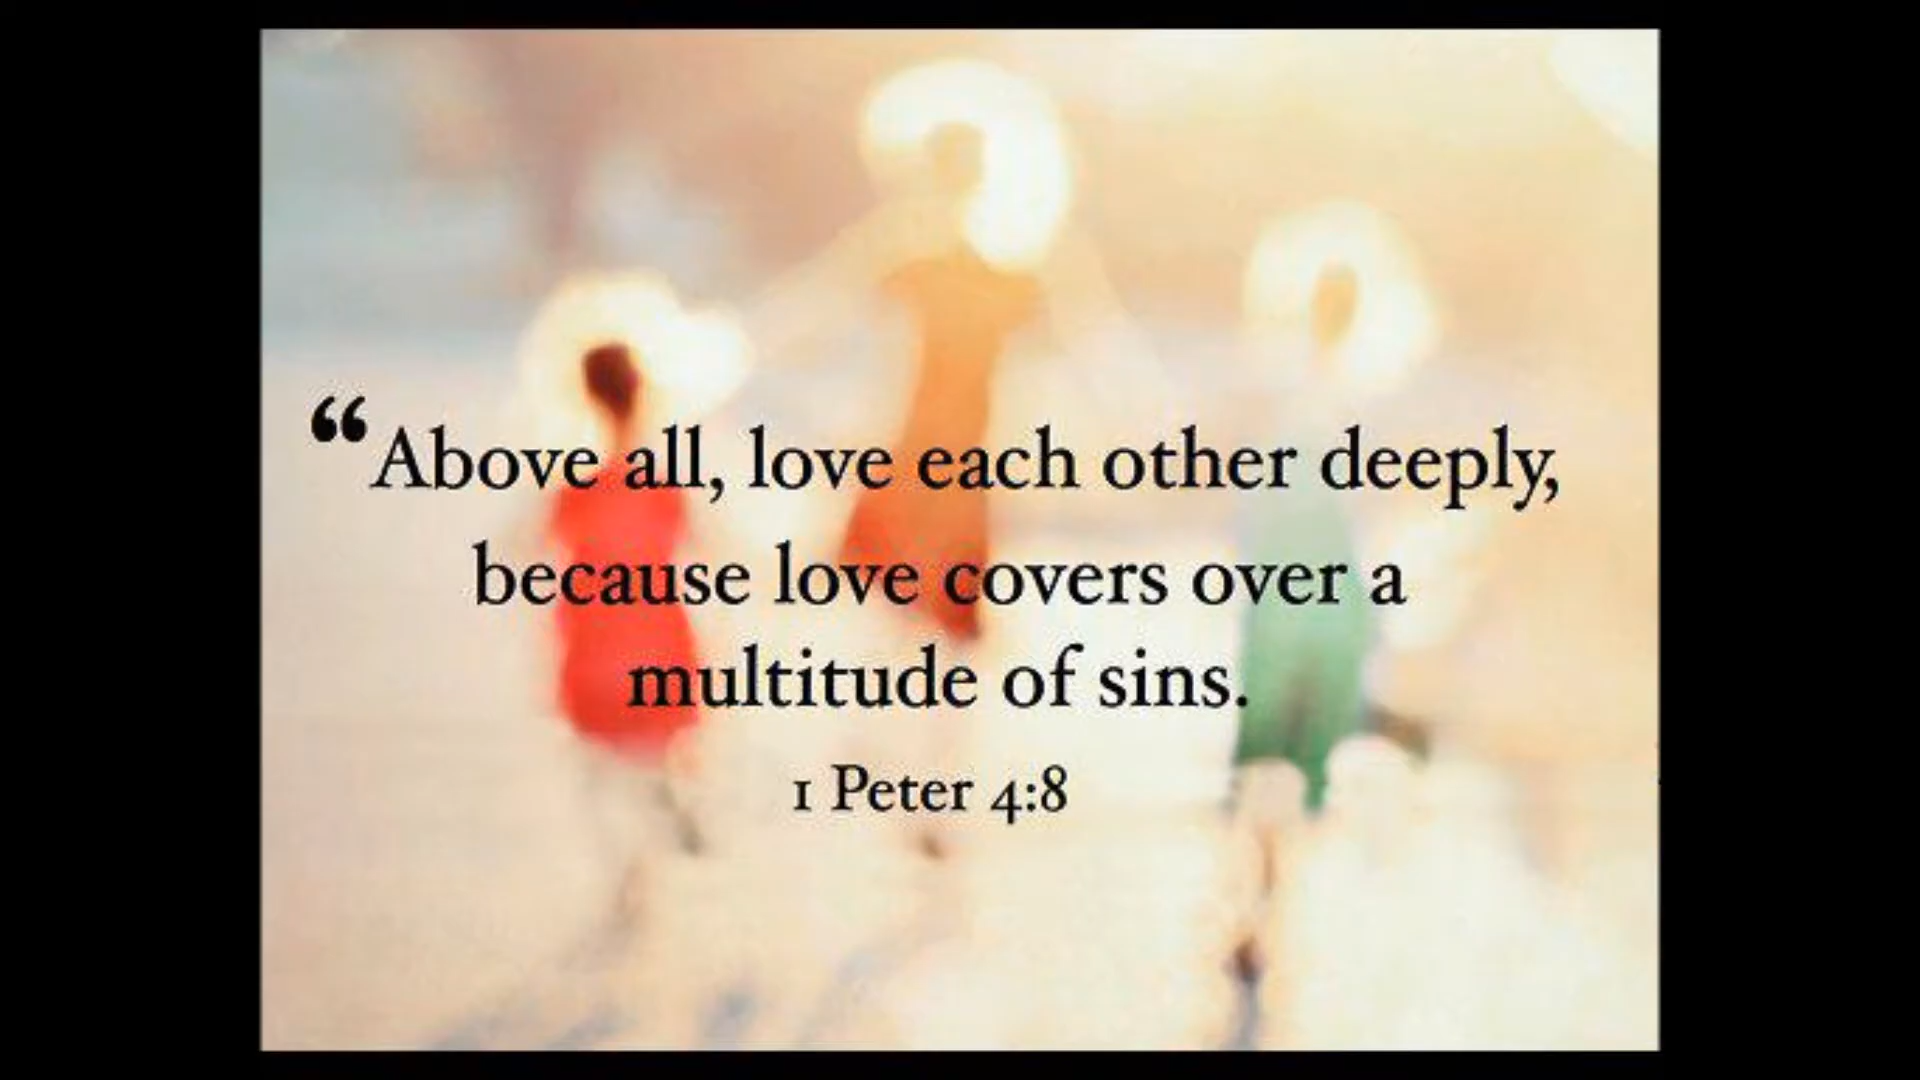 “Above all, love each other deeply,
because love covers over a
multitude of sins.
1 Peter 4:8